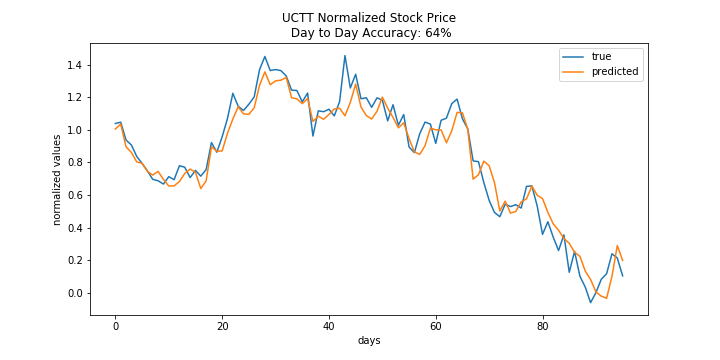 UCTT Normalized Stock Price
Day to Day Accuracy: 64%
true
predicted
normalized values
1.4
1.2
1.0
0.8
0.6
0.4
0.2
0.0
0
20
40
60
80
days